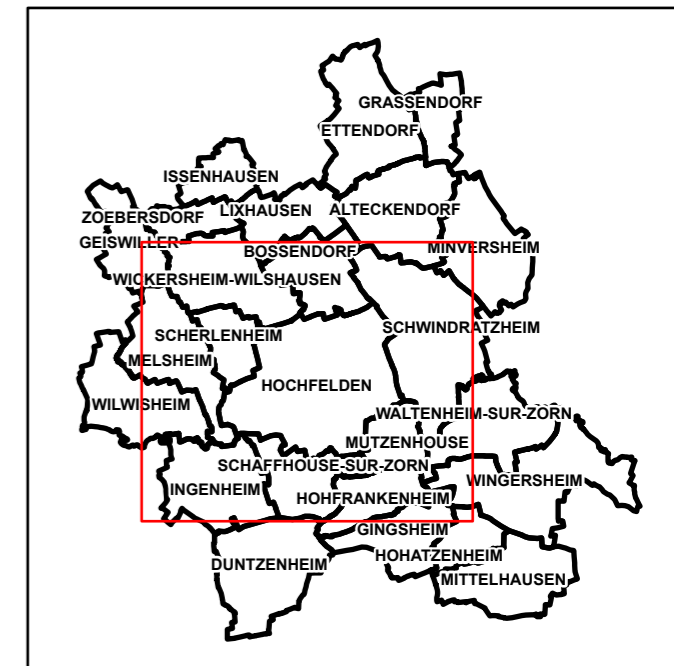 GRASSENDORF
ETTENDORF
ISSENHAUSEN
LIXHAUSEN
ALTECKENDORF
ZOEBERSDORF
GEISWILLER
BOSSENDORF
MINVERSHEIM
WICKERSHEIM-WILSHAUSEN
SCHWINDRATZHEIM
SCHERLENHEIM
MELSHEIM
HOCHFELDEN
WILWISHEIM
WALTENHEIM-SUR-ZORN
MUTZENHOUSE
SCHAFFHOUSE-SUR-ZORN
WINGERSHEIM
INGENHEIM
HOHFRANKENHEIM
GINGSHEIM
HOHATZENHEIM
DUNTZENHEIM
MITTELHAUSEN